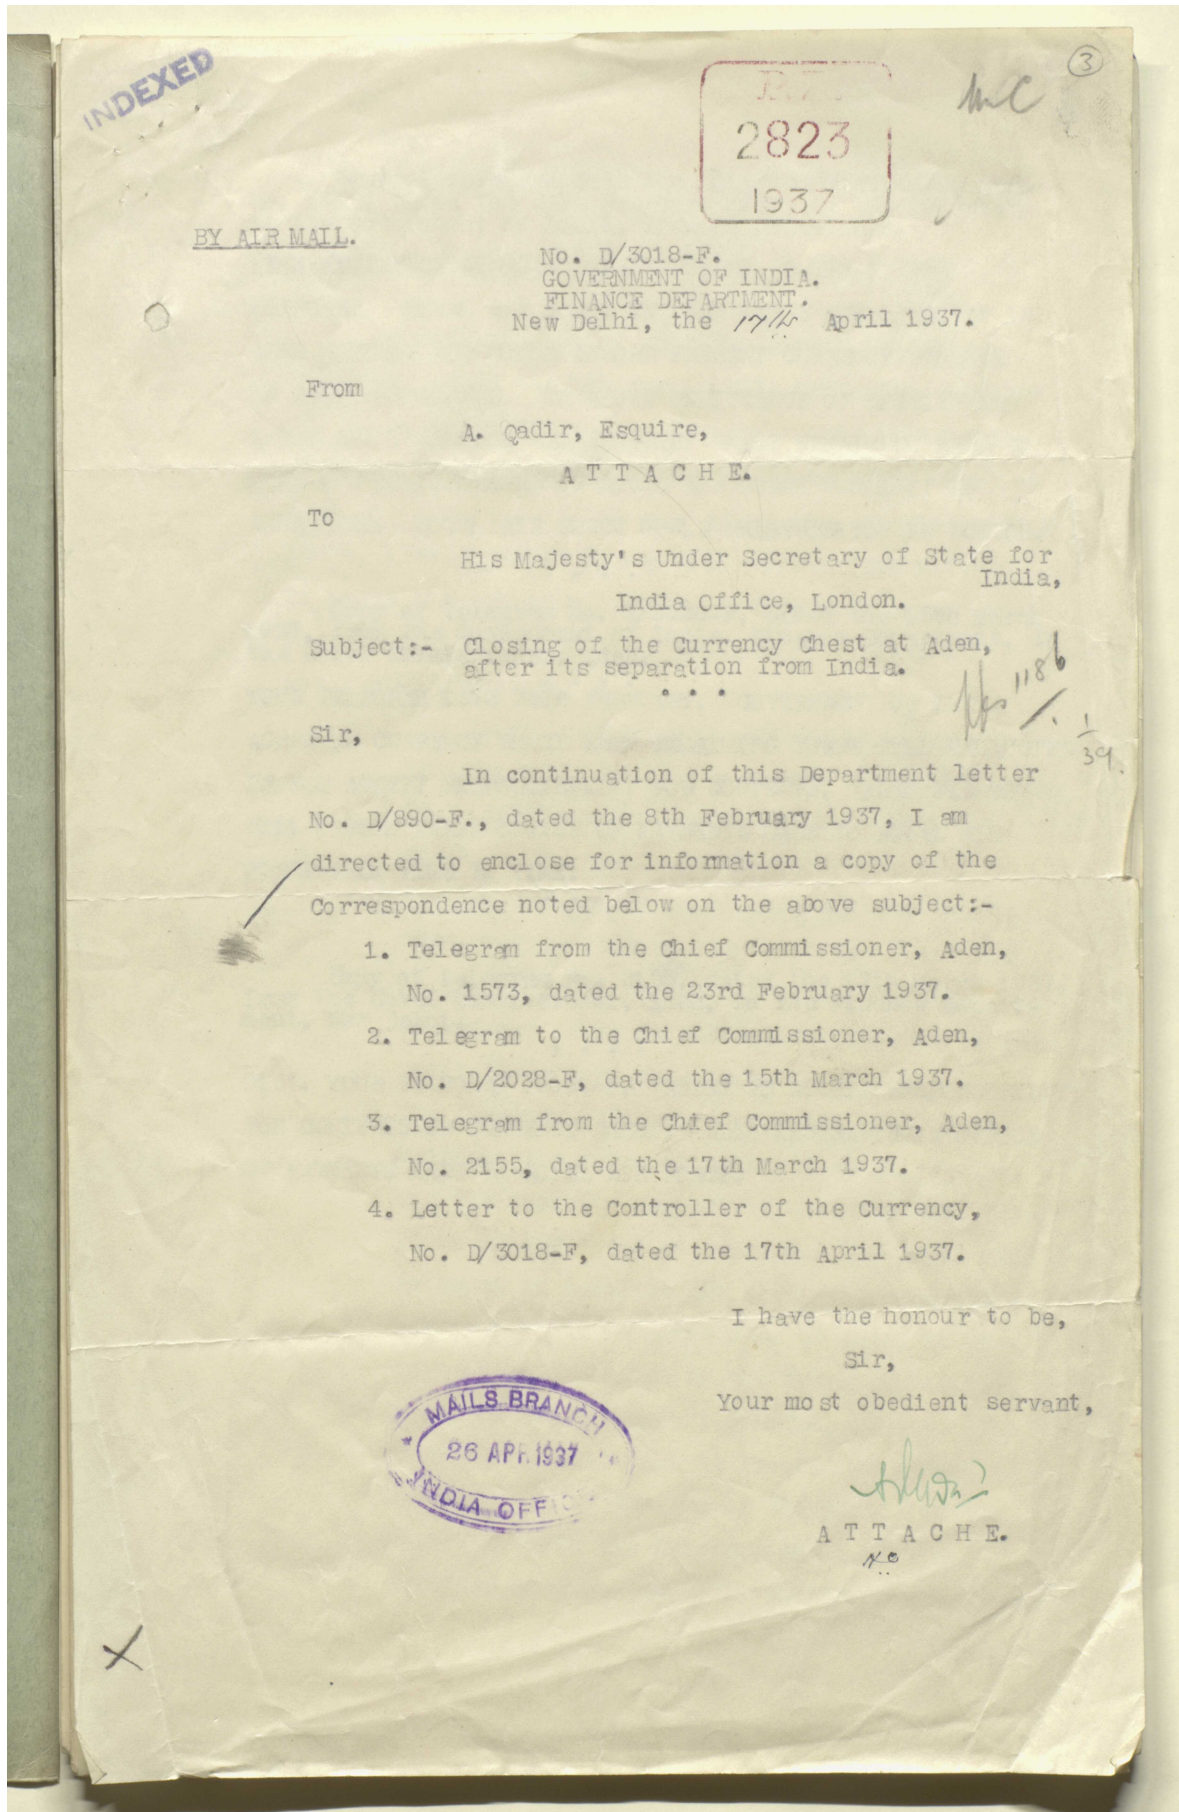 INDEXED
3
2823
1937
BY AIR MAIL.
No. D/3018-F.
GOVERNMENT OF INDIA.
FINANCE DEPARTMENT.
New Delhi, the 17th April 1937.
From
A. Qadir, Esquire,
A T T A C H E.
To
His Majesty's Under Secretary of State for
India,
India Office, London.
Subject:- Closing of the Currency Chest at Aden,
after its separation from India.
. . .
1186
1
39.
Sir,
In continuation of this Department letter
No. D/890-F., dated the 8th February 1937, I am
directed to enclose for information a copy of the
Correspondence noted below on the above subject:-
1. Telegram from the Chief Commissioner, Aden,
No. 1573, dated the 23rd February 1937.
2. Telegram to the Chief Commissioner, Aden,
No. D/2028-F, dated the 15th March 1937.
3. Telegram from the Chief Commissioner, Aden,
No. 2155, dated the 17th March 1937.
4. Letter to the Controller of the Currency,
No. D/3018-F, dated the 17th April 1937.
I have the honour to be,
Sir,
Your most obedient servant,
MAILS BRANCH
26 APR 1937
INDIA OFFIC
A T T A C H E.